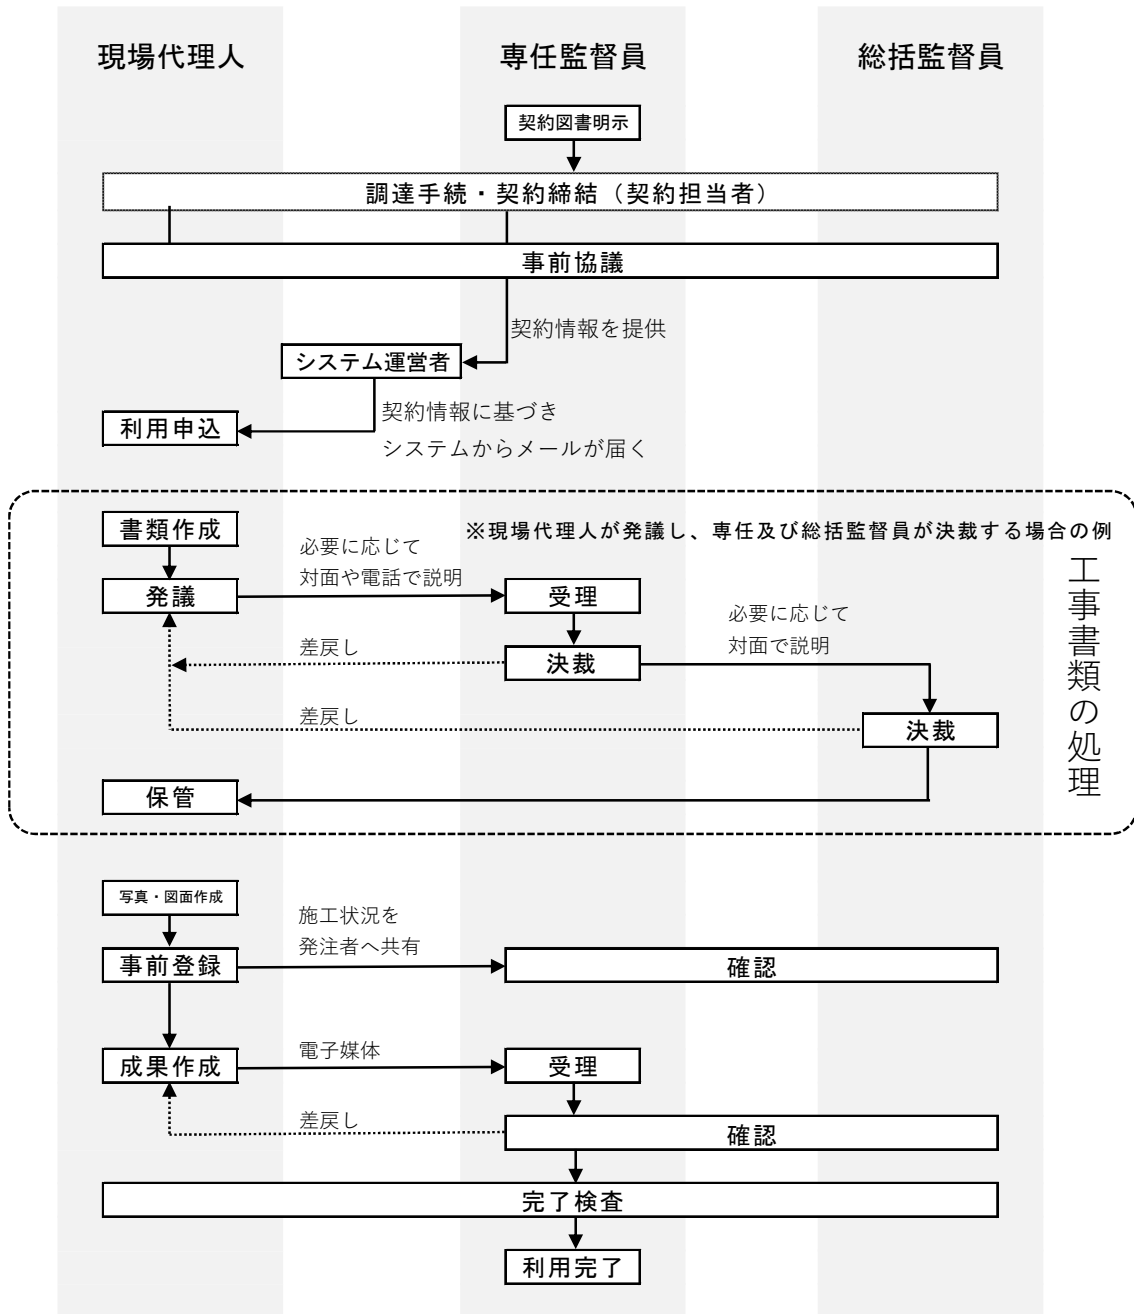 現場代理人
専任監督員
総括監督員
契約図書明示
調達手続・契約締結（契約担当者）
事前協議
契約情報を提供
システム運営者
契約情報に基づき
利用申込
システムからメールが届く
書類作成
※現場代理人が発議し、専任及び総括監督員が決裁する場合の例
必要に応じて
対面や電話で説明
発議
受理
必要に応じて
対面で説明
差戻し
決裁
差戻し
決裁
工事書類の処理
保管
写真・図面作成
施工状況を
発注者へ共有
事前登録
確認
電子媒体
成果作成
受理
差戻し
確認
完了検査
利用完了